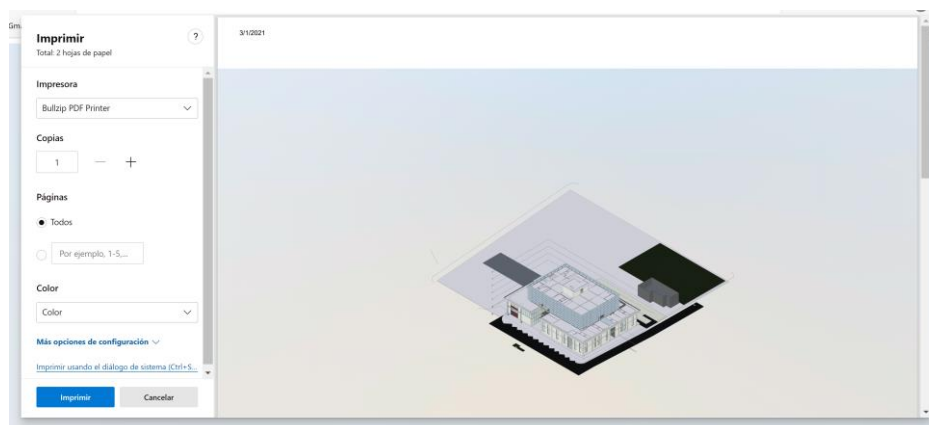 Gm
Imprimir
?
Total: 2 hojas de papel
Impresora
Bullzip PDF Printer
Copias
1
Páginas
Todos
Por ejemplo, 1-5,...
Color
Color
Más opciones de configuración
Imprimir usando el diálogo de sistema (Ctrl+S...
Imprimir
Cancelar
3/1/2021